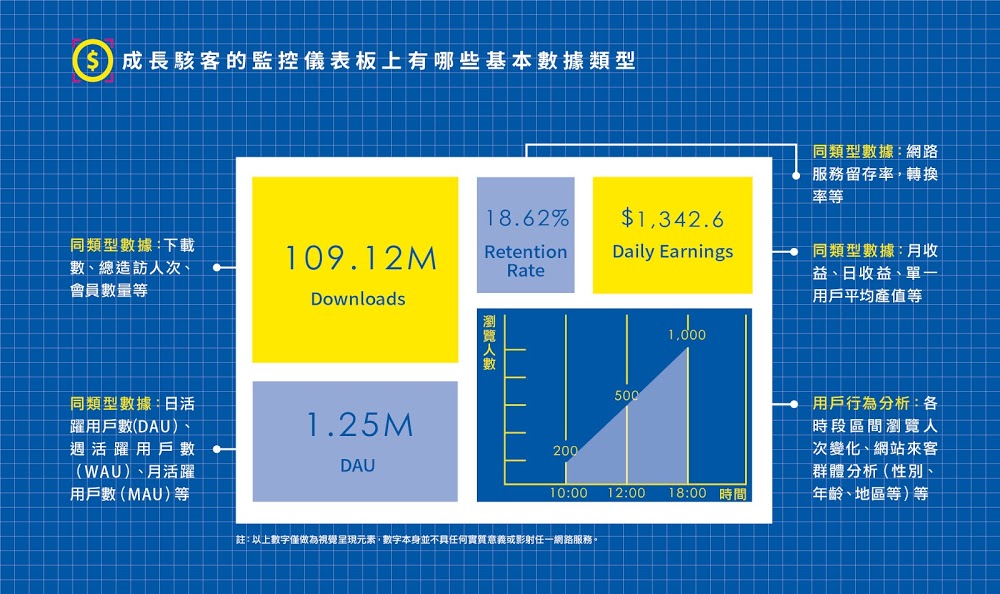 $
成長駭客的監控儀表板上有哪些基本數據類型
同類型數據：網路
服務留存率，轉換
率等
同類型數據：下載
數、總造訪人次、
會員數量等
109.12M
Downloads
18.62%
Retention
Rate
$1,342.6
Daily Earnings
同類型數據：月收
益、日收益、單一
用戶平均產值等
瀏覽人數
1,000
500
200
10:00 12:00 18:00 時間
同類型數據：日活
躍用戶數(DAU)、
週活躍用戶數
（WAU）、月活躍
用戶數（MAU）等
1.25M
DAU
用戶行為分析：各
時段區間瀏覽人
次變化、網站來客
群體分析（性別、
年齡、地區等）等
註：以上數字僅做為視覺呈現元素，數字本身並不具任何實質意義或影射任一網路服務。